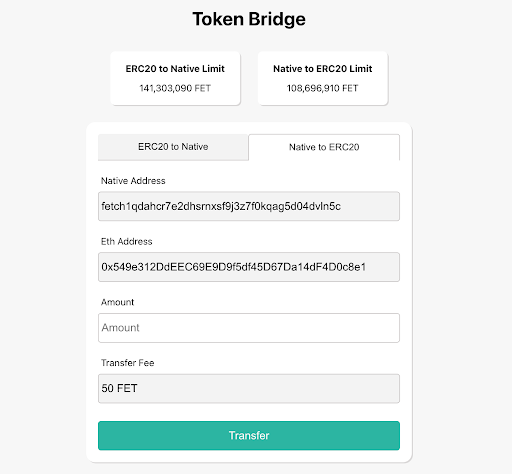 Token Bridge
ERC20 to Native Limit
141,303,090 FET
Native to ERC20 Limit
108,696,910 FET
ERC20 to Native
Native to ERC20
Native Address
fetch1qdahcr7e2dhsrnxsf9j3z7f0kqag5d04dvln5c
Eth Address
0x549e312DdEEC69E9D9f5df45D67Da14dF4D0c8e1
Amount
Amount
Transfer Fee
50 FET
Transfer